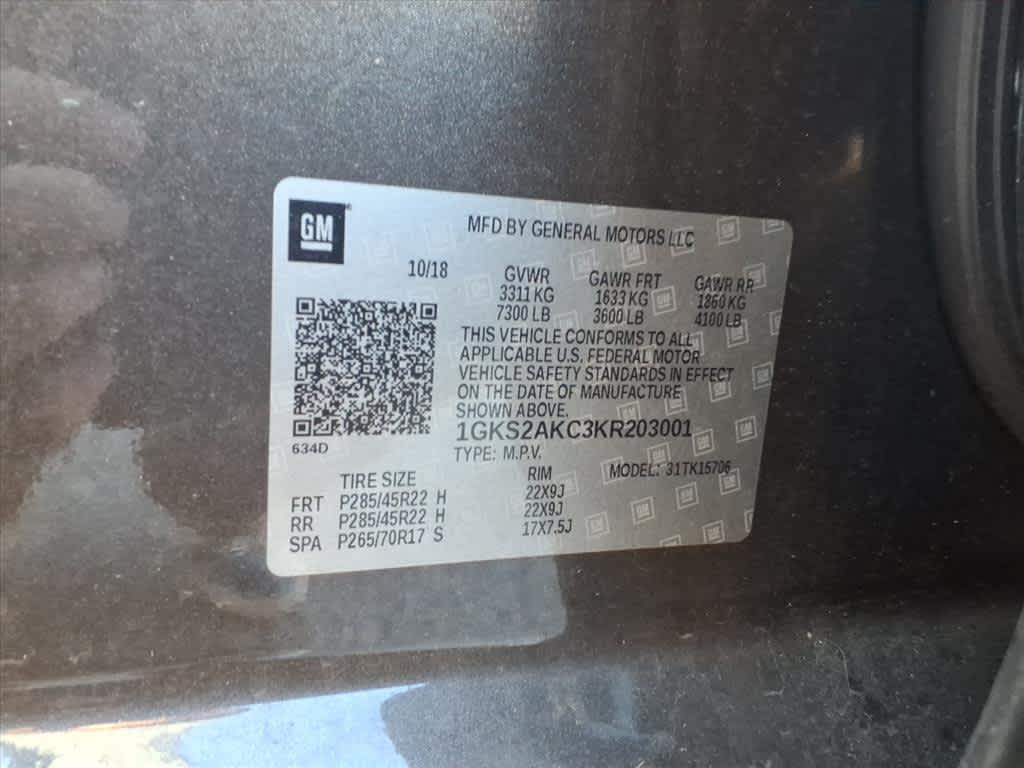 GM
MFD BY GENERAL MOTORS LLC
10/18 GVWR GAWR FRT GAWR RR
3311 KG 1633 KG 1860 KG
7300 LB 3600 LB 4100 LB
THIS VEHICLE CONFORMS TO ALL
APPLICABLE U.S. FEDERAL MOTOR
VEHICLE SAFETY STANDARDS IN EFFECT
ON THE DATE OF MANUFACTURE
SHOWN ABOVE.
1GKS2AKC3KR203001
634D
TYPE: M.P.V. MODEL: 31TK15706
TIRE SIZE RIM
FRT P285/45R22 H 22X9J
RR P285/45R22 H 22X9J
SPA P265/70R17 S 17X7.5J